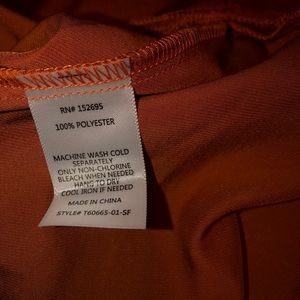 RN# 152695
100% POLYESTER
MACHINE WASH COLD
SEPARATELY
ONLY NON-CHLORINE
BLEACH WHEN NEEDED
HANG TO DRY
COOL IRON IF NEEDED
MADE IN CHINA
STYLE# T60665-01-SF